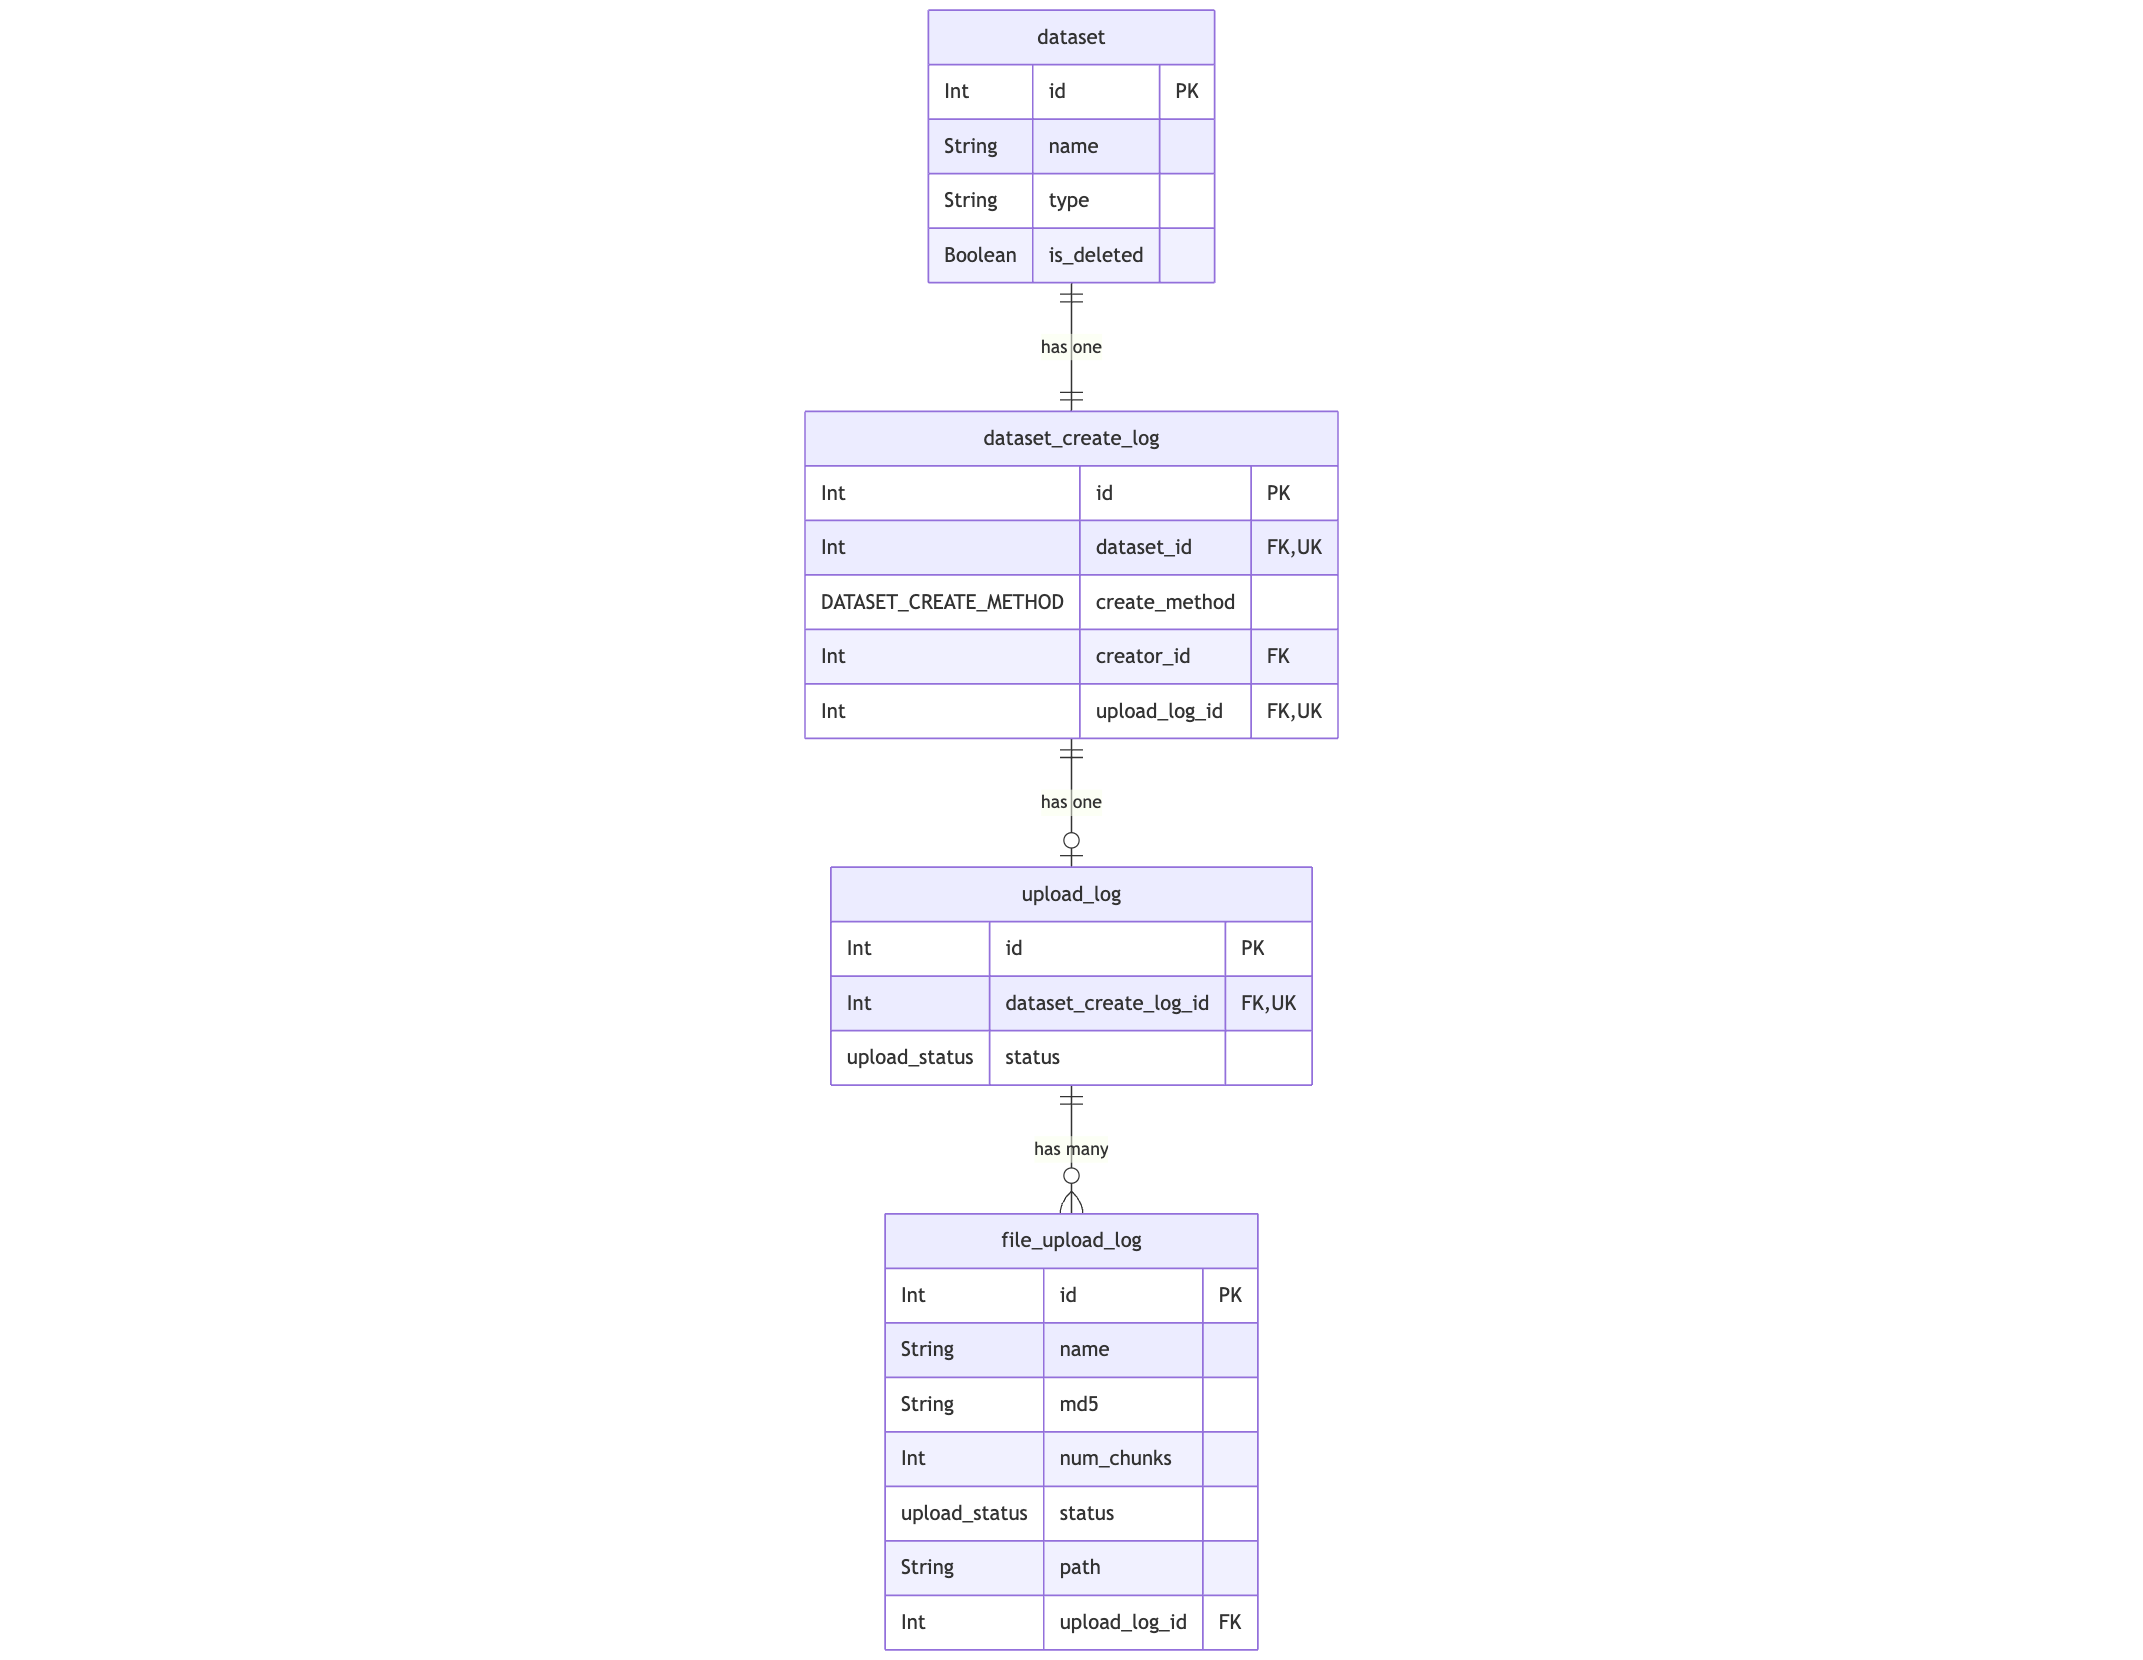 dataset
Int id PK
String name
String type
Boolean is_deleted
has one
dataset_create_log
Int id PK
Int dataset_id FK,UK
DATASET_CREATE_METHOD create_method
Int creator_id FK
Int upload_log_id FK,UK
has one
upload_log
Int id PK
Int dataset_create_log_id FK,UK
upload_status status
has many
file_upload_log
Int id PK
String name
String md5
Int num_chunks
upload_status status
String path
Int upload_log_id FK